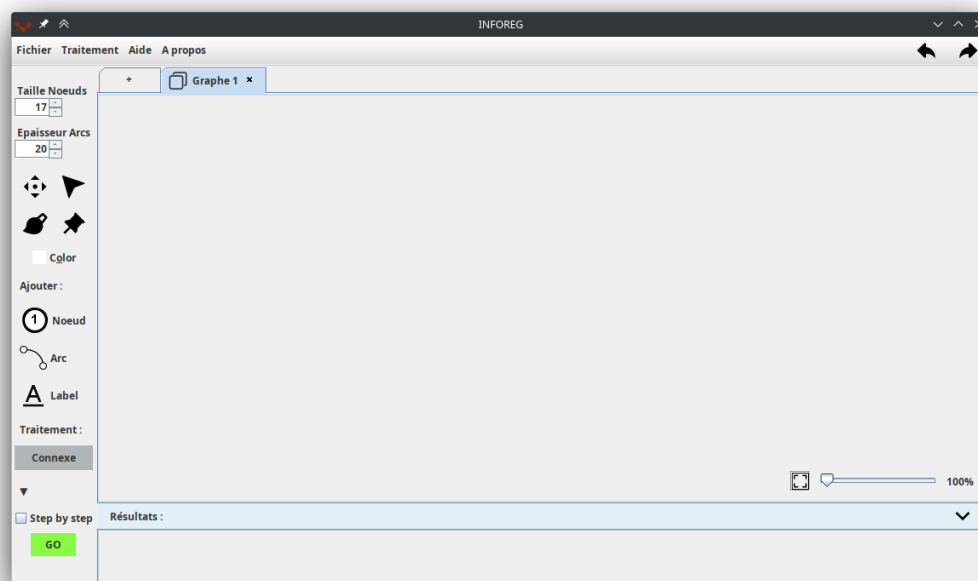 INFOREG
Fichier Traitement Aide A propos
+ Graphe 1 ×
Taille Noeuds
17
Epaisseur Arcs
20
Color
Ajouter :
1 Noeud
Arc
A Label
Traitement :
Connexe
100%
Step by step
Résultats :
GO